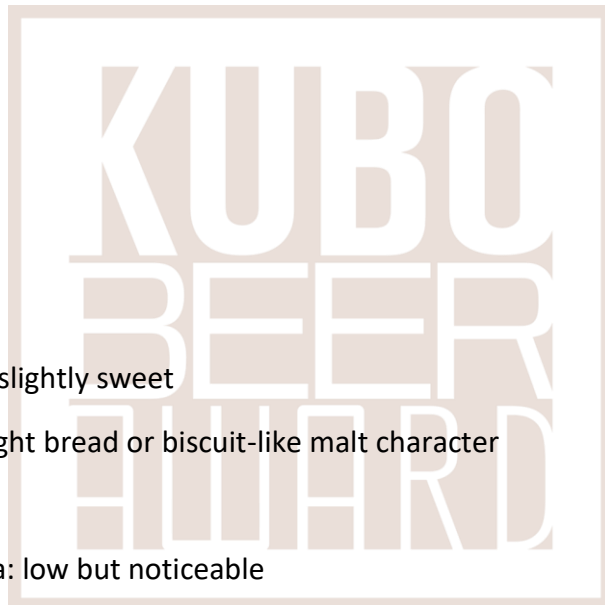 KUBO
BEER
AWARD
slightly sweet
ght bread or biscuit-like malt character
: low but noticeable